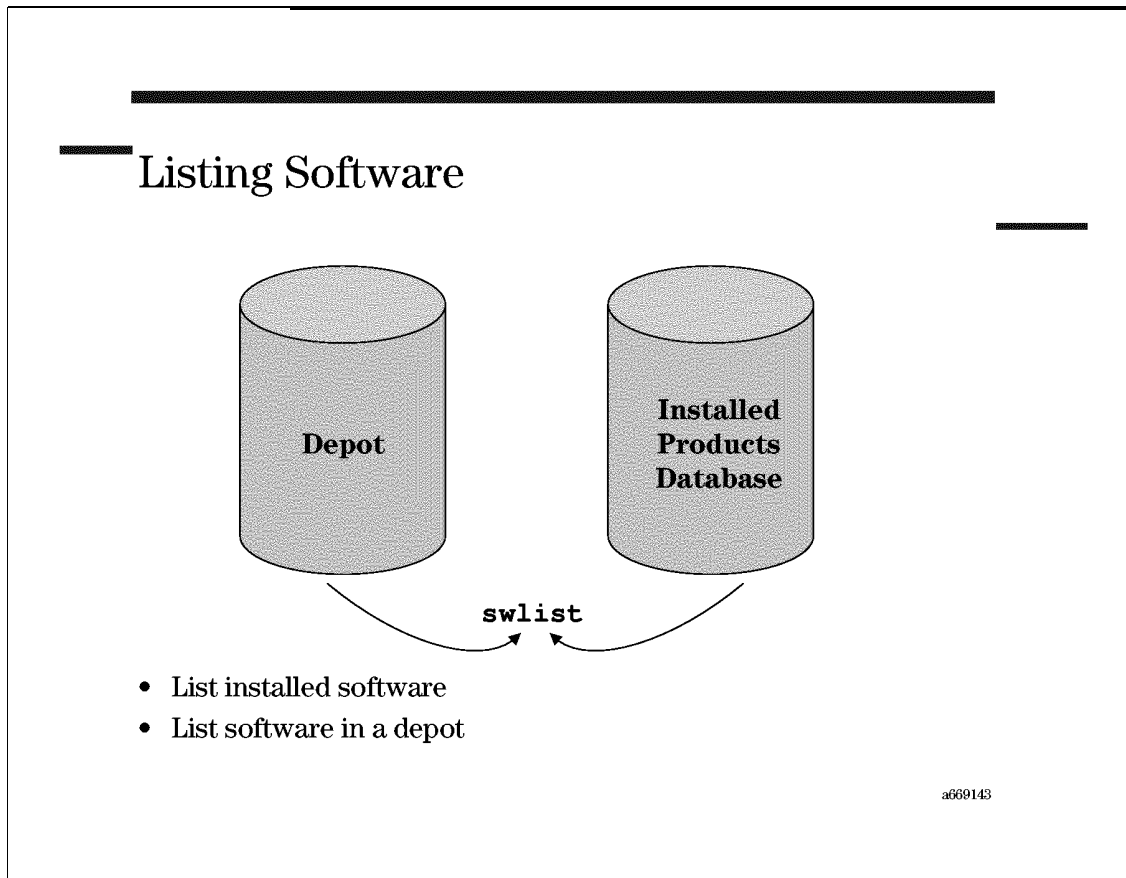 Listing Software
Depot
Installed
Products
Database
swlist
• List installed software
• List software in a depot
a669143